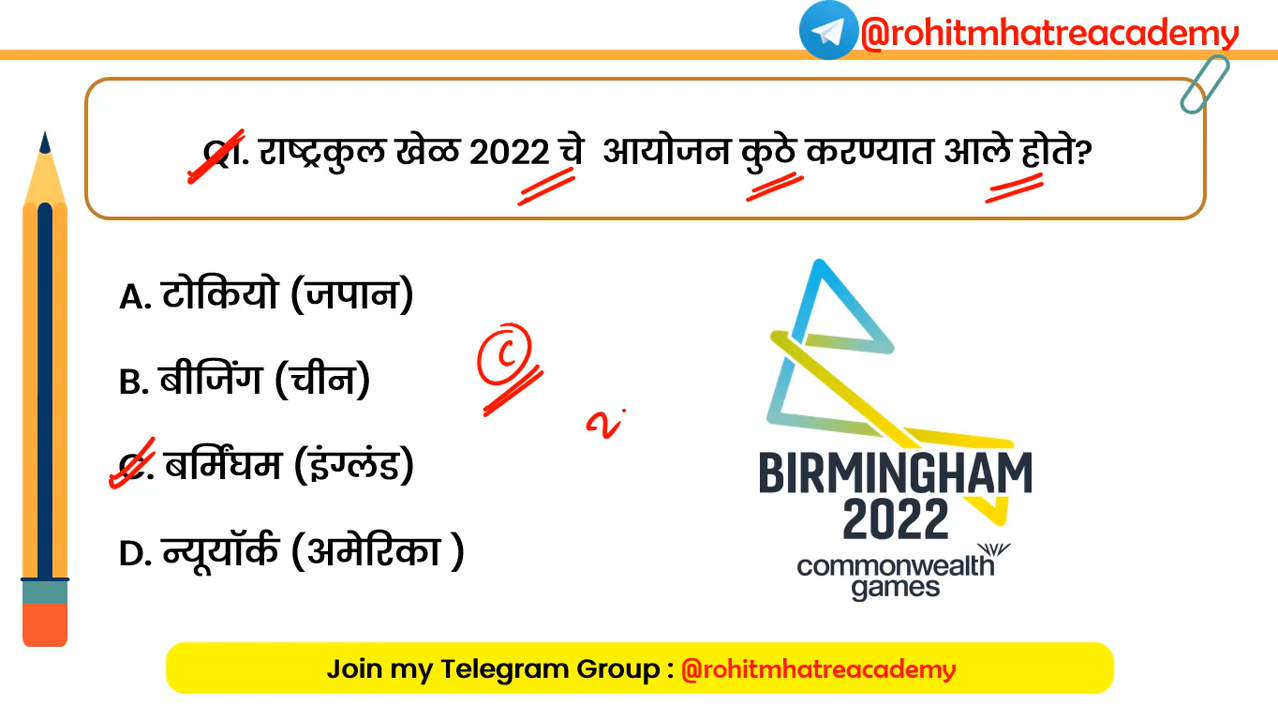 @rohitmhatreacademy
Q1. राष्ट्रकुल खेळ 2022 चे आयोजन कुठे करण्यात आले होते?
A. टोकियो (जपान)
B. बीजिंग (चीन)
C. बर्मिंघम (इंग्लंड)
D. न्यूयॉर्क (अमेरिका )
C
2
BIRMINGHAM
2022
commonwealth
games
Join my Telegram Group : @rohitmhatreacademy